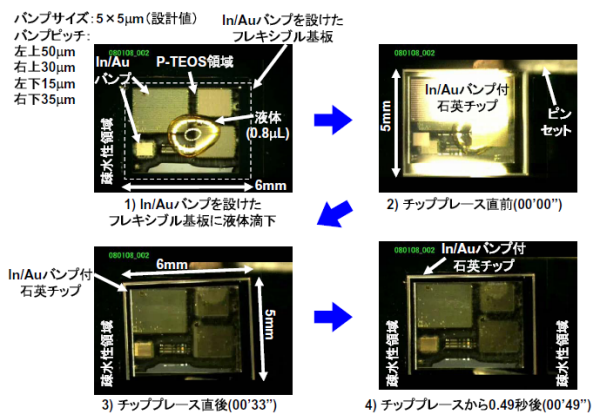 バンプサイズ:5×5μm(設計値)
バンプピッチ:
左上50μm
右上30μm
左下15μm
右下35μm
In/Auバンプを設けた
フレキシブル基板
080108_002
In/Au
バンプ
P-TEOS領域
液体
(0.8μL)
疎水性領域
6mm
1) In/Auバンプを設けた
フレキシブル基板に液体滴下
080108_002
In/Auバンプ付
石英チップ
5mm
ピン
セット
2) チッププレース直前(00'00”)
080108_002
6mm
In/Auバンプ付
石英チップ
5mm
疎水性領域
3) チッププレース直後(00'33”)
080108_002
In/Auバンプ付
石英チップ
疎水性領域
疎水性領域
4) チッププレースから0.49秒後(00'49”)